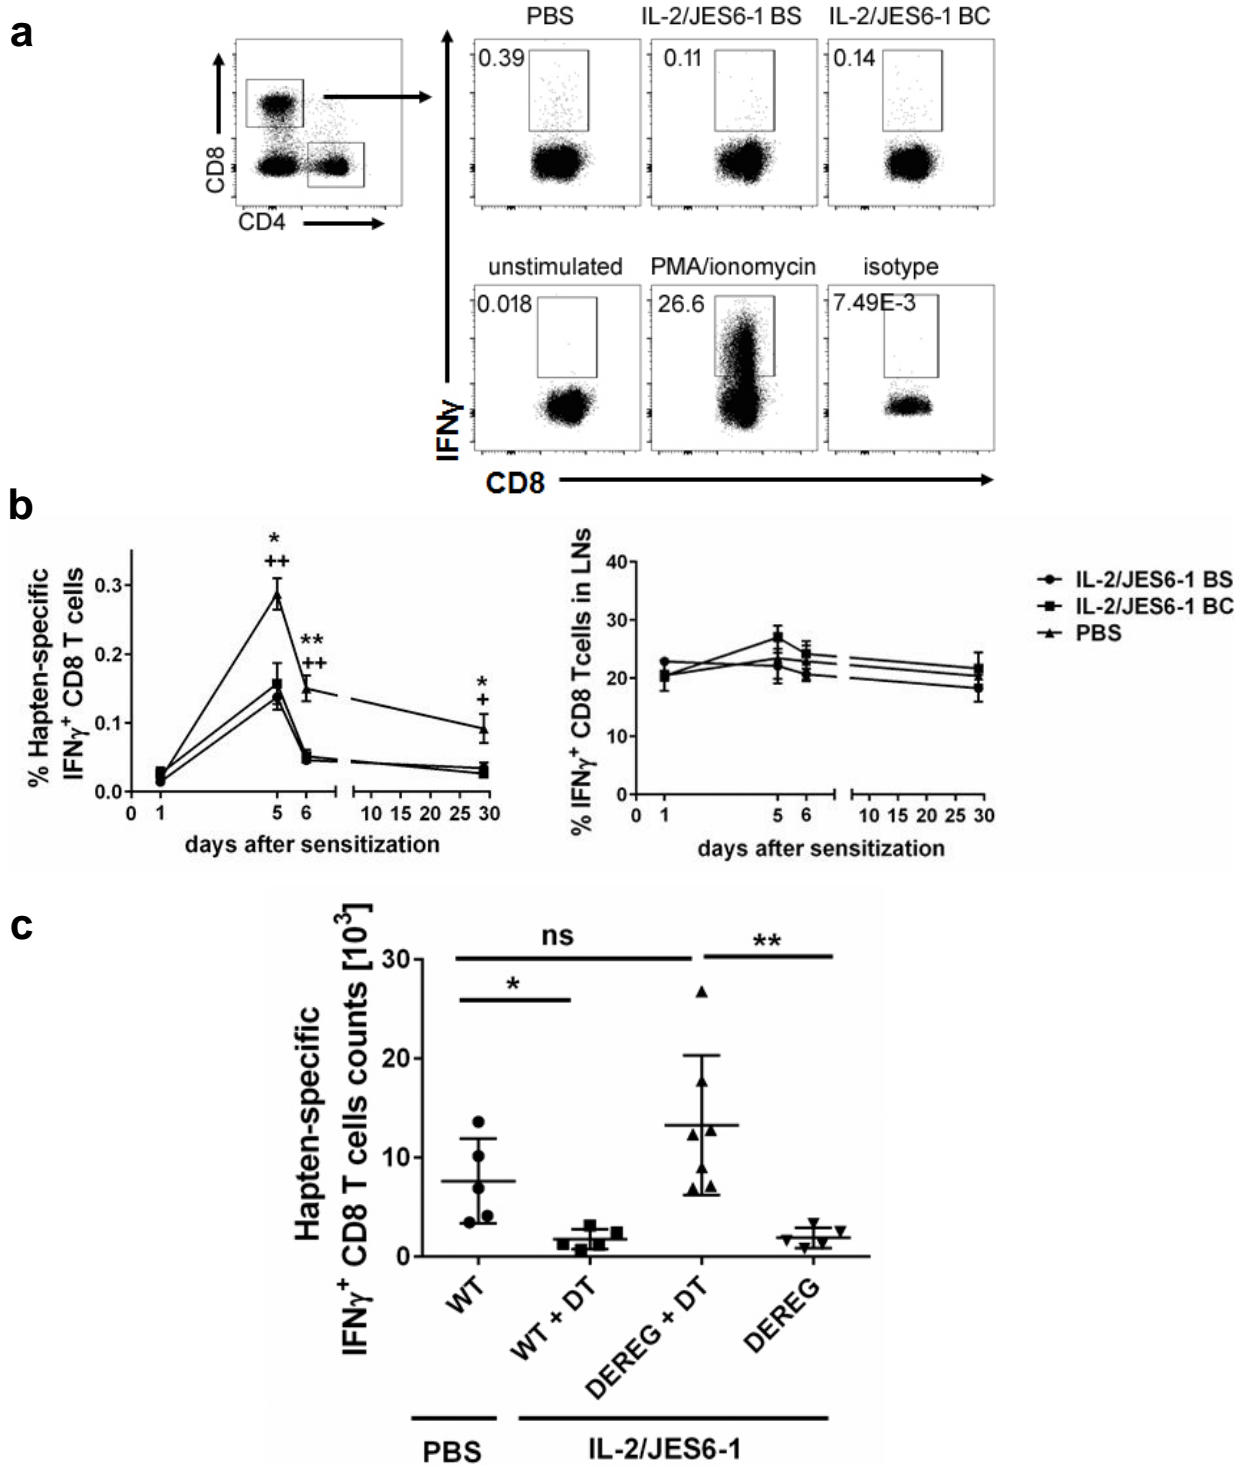 a
PBS
IL-2/JES6-1 BS
IL-2/JES6-1 BC
0.39
0.11
0.14
CD8
CD4
unstimulated
PMA/ionomycin
isotype
0.018
26.6
7.49E-3
IFNγ
CD8
b
% Hapten-specific
IFNγ+ CD8 T cells
0.3
0.2
0.1
0.0
*
++
**
++
*
+
0 1 5 6 10 15 20 25 30
days after sensitization
% IFNγ+ CD8 Tcells in LNs
40
30
20
10
0
0 1 5 6 10 15 20 25 30
days after sensitization
IL-2/JES6-1 BS
IL-2/JES6-1 BC
PBS
c
Hapten-specific
IFNγ+ CD8 T cells counts [10³]
30
20
10
0
ns
**
*
WT
WT + DT
DEREG + DT
DEREG
PBS
IL-2/JES6-1